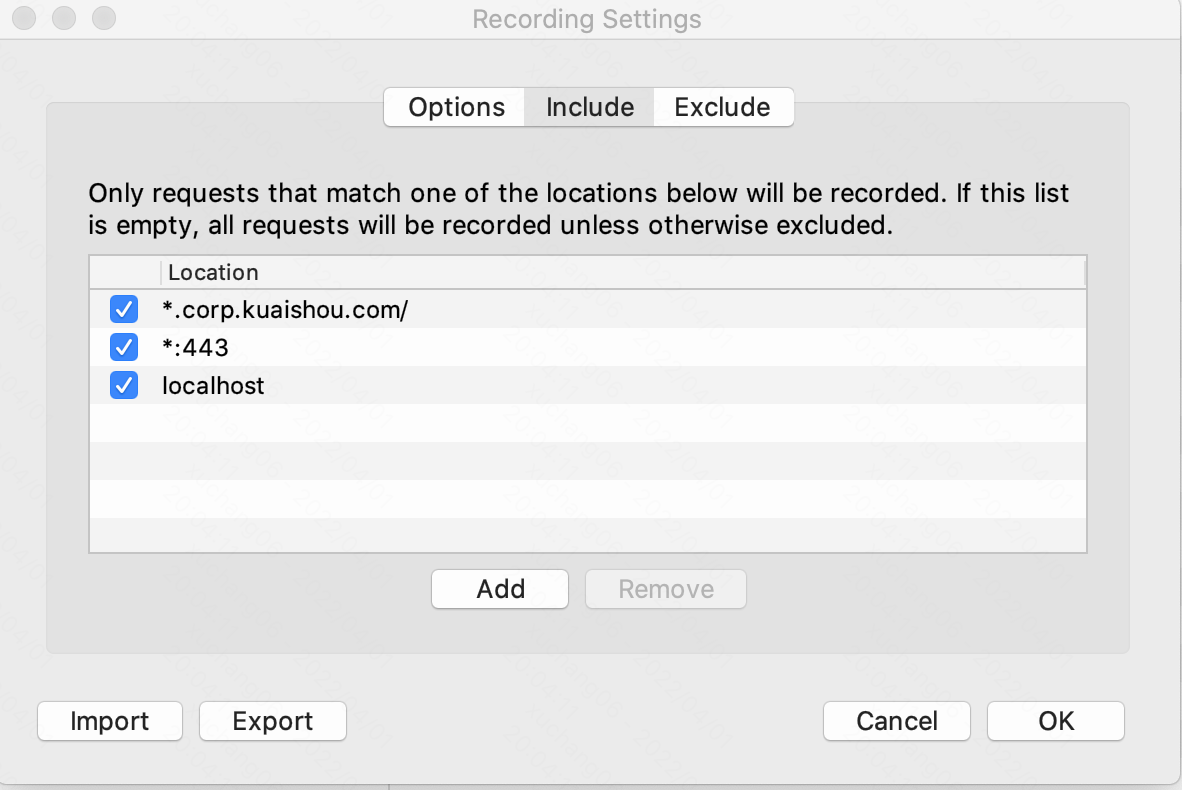 Recording Settings
Options Include Exclude
Only requests that match one of the locations below will be recorded. If this list
is empty, all requests will be recorded unless otherwise excluded.
Location
*.corp.kuaishou.com/
*:443
localhost
Add Remove
Import Export Cancel OK